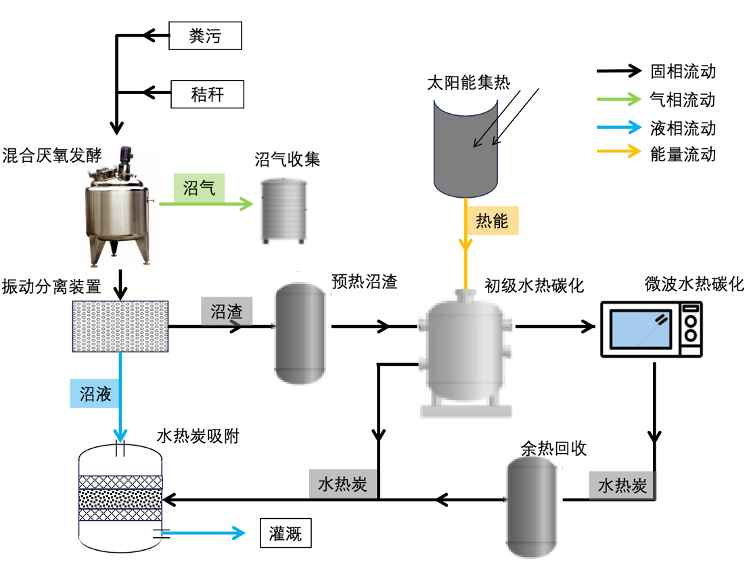 粪污
秸秆
太阳能集热
固相流动
气相流动
液相流动
能量流动
混合厌氧发酵
沼气收集
沼气
热能
振动分离装置
预热沼渣
初级水热碳化
微波水热碳化
沼渣
沼液
水热炭吸附
余热回收
水热炭
水热炭
灌溉